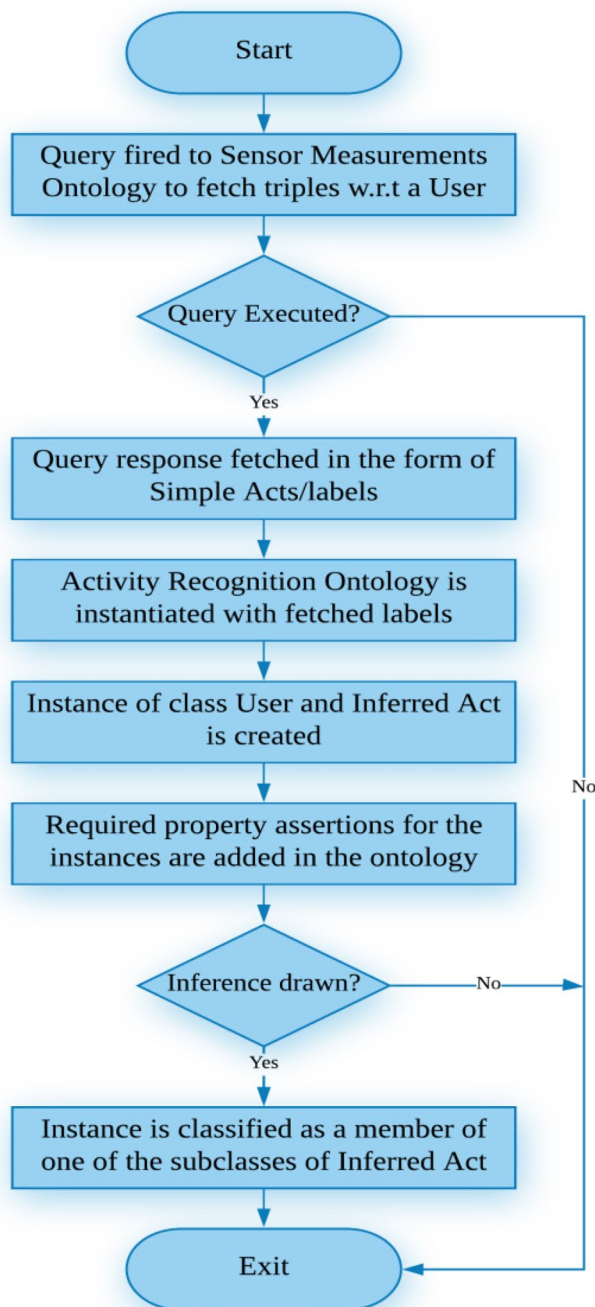 Start
Query fired to Sensor Measurements
Ontology to fetch triples w.r.t a User
Query Executed?
Yes
Query response fetched in the form of
Simple Acts/labels
Activity Recognition Ontology is
instantiated with fetched labels
Instance of class User and Inferred Act
is created
No
Required property assertions for the
instances are added in the ontology
Inference drawn?
No
Yes
Instance is classified as a member of
one of the subclasses of Inferred Act
Exit